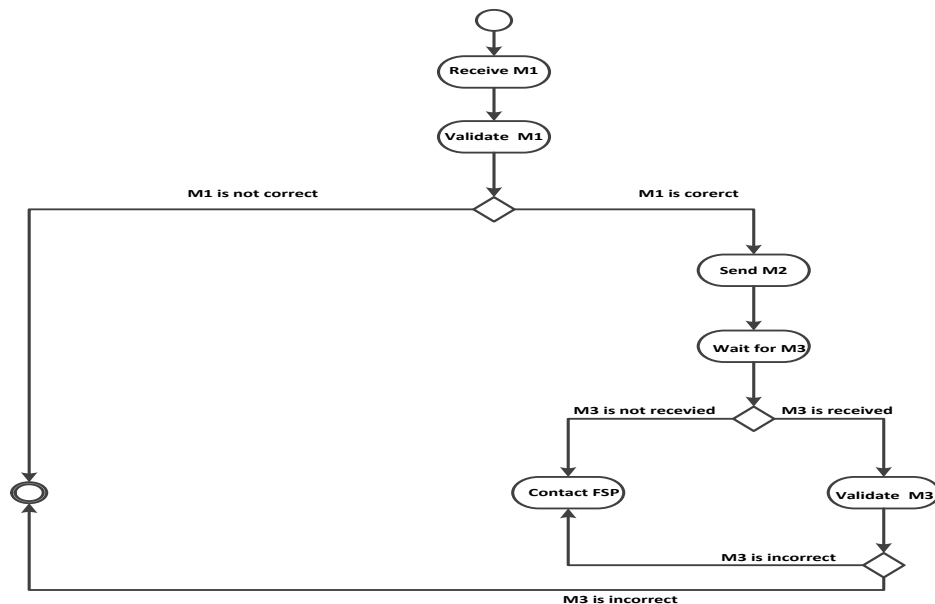 Receive M1
Validate M1
M1 is not correct
M1 is corerct
Send M2
Wait for M3
M3 is not recevied
M3 is received
Contact FSP
Validate M3
M3 is incorrect
M3 is incorrect